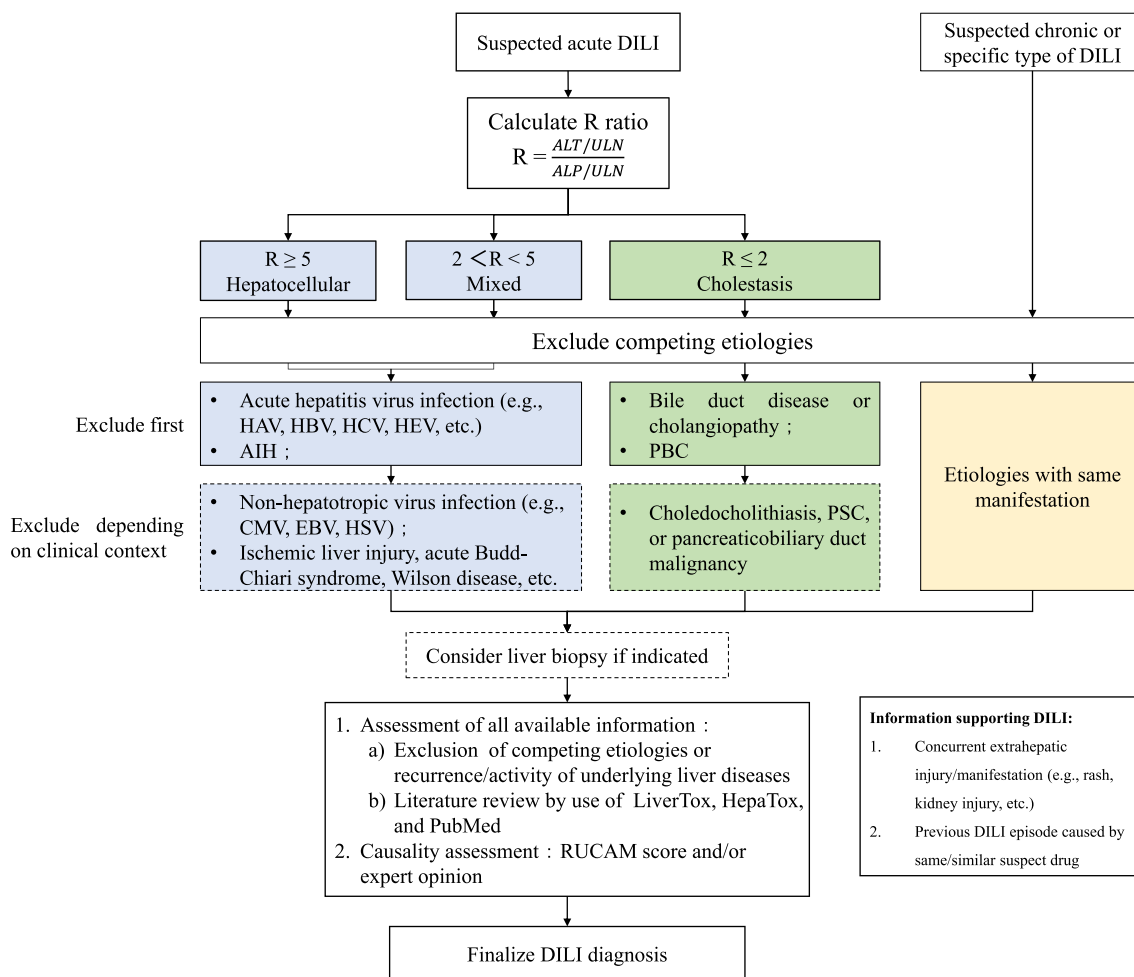 Suspected acute DILI
Suspected chronic or
specific type of DILI
Calculate R ratio
R = ALT/ULN
ALP/ULN
R ≥ 5
Hepatocellular
2 ＜R < 5
Mixed
R ≤ 2
Cholestasis
Exclude competing etiologies
Exclude first
• Acute hepatitis virus infection (e.g.,
HAV, HBV, HCV, HEV, etc.)
• AIH；
• Bile duct disease or
cholangiopathy；
• PBC
Etiologies with same
manifestation
Exclude depending
on clinical context
• Non-hepatotropic virus infection (e.g.,
CMV, EBV, HSV)；
• Ischemic liver injury, acute Budd-
Chiari syndrome, Wilson disease, etc.
• Choledocholithiasis, PSC,
or pancreaticobiliary duct
malignancy
Consider liver biopsy if indicated
1. Assessment of all available information：
a) Exclusion of competing etiologies or
recurrence/activity of underlying liver diseases
b) Literature review by use of LiverTox, HepaTox,
and PubMed
2. Causality assessment：RUCAM score and/or
expert opinion
Information supporting DILI:
1. Concurrent extrahepatic
injury/manifestation (e.g., rash,
kidney injury, etc.)
2. Previous DILI episode caused by
same/similar suspect drug
Finalize DILI diagnosis